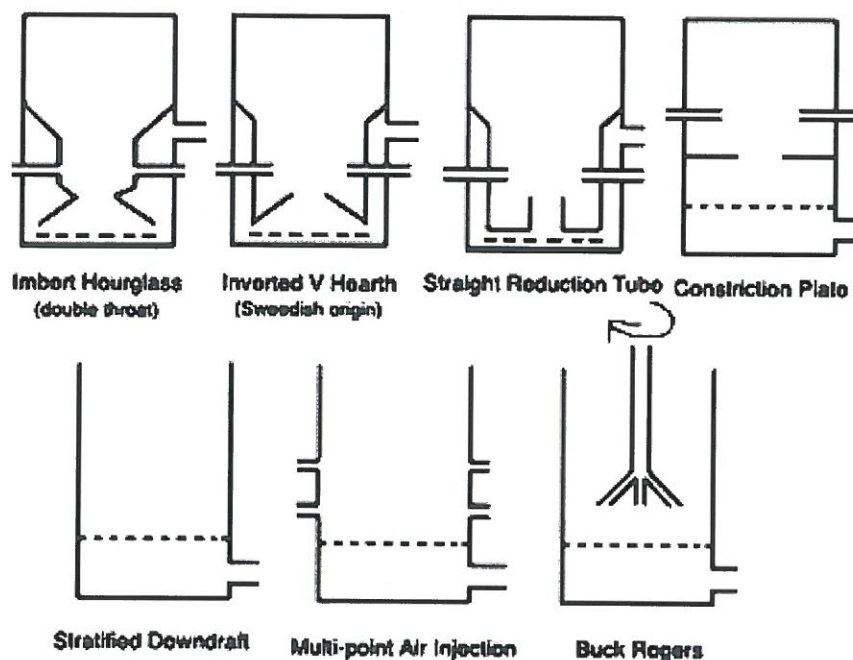 Imbert Hourglass
(double throat)
Inverted V Hearth
(Sweedish origin)
Straight Reduction Tube
Constriction Plate
Stratified Downdraft
Multi-point Air Injection
Buck Rogers